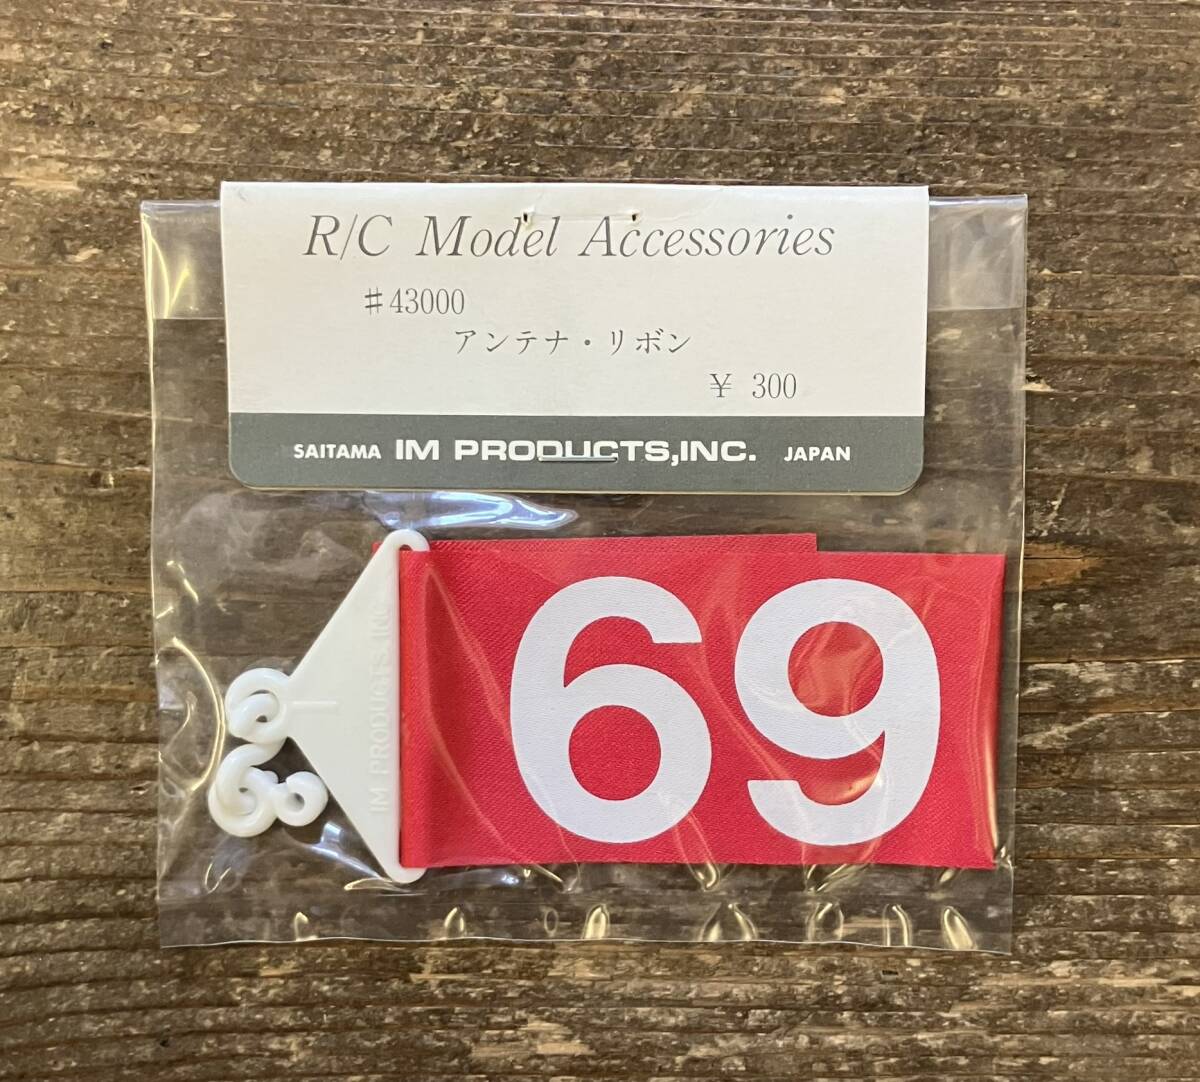 R/C Model Accessories
#43000
アンテナ・リボン
¥ 300
SAITAMA IM PRODUCTS,INC. JAPAN
69
IM PRODUCTS,INC.